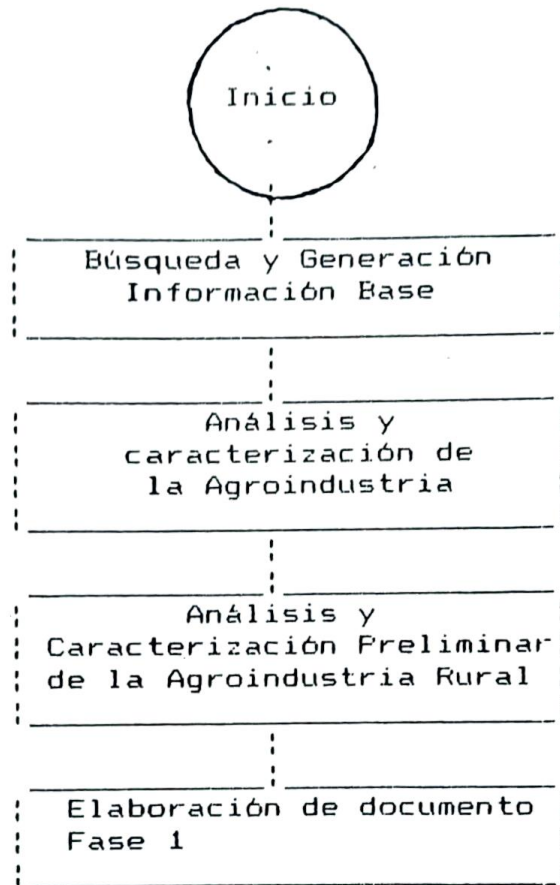 Inicio
Búsqueda y Generación
Información Base
Análisis y
caracterización de
la Agroindustria
Análisis y
Caracterización Preliminar
de la Agroindustria Rural
Elaboración de documento
Fase 1